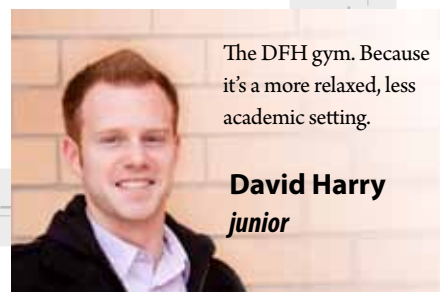 The DFH gym. Because
it's a more relaxed, less
academic setting.
David Harry
junior